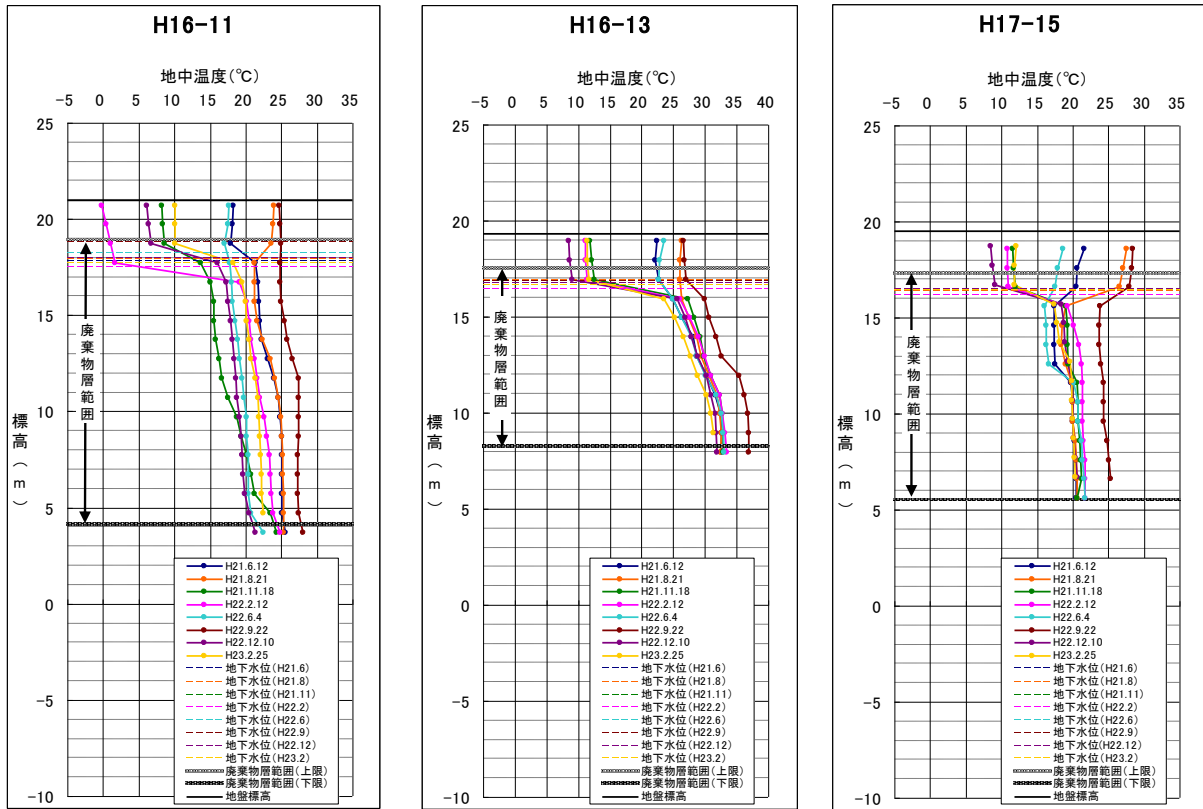 H16-11
地中温度(℃)
-5 0 5 10 15 20 25 30 35
25
20
15
10
5
0
-5
-10
標高(m)
廃棄物層範囲
H21.6.12
H21.8.21
H21.11.18
H22.2.12
H22.6.4
H22.9.22
H22.12.10
H23.2.25
地下水位(H21.6)
地下水位(H21.8)
地下水位(H21.11)
地下水位(H22.2)
地下水位(H22.6)
地下水位(H22.9)
地下水位(H22.12)
地下水位(H23.2)
廃棄物層範囲(上限)
廃棄物層範囲(下限)
地盤標高
H16-13
地中温度(℃)
-5 0 5 10 15 20 25 30 35 40
25
20
15
10
5
0
-5
-10
標高(m)
廃棄物層範囲
H21.6.12
H21.8.21
H21.11.18
H22.2.12
H22.6.4
H22.9.22
H22.12.10
H23.2.25
地下水位(H21.6)
地下水位(H21.8)
地下水位(H21.11)
地下水位(H22.2)
地下水位(H22.6)
地下水位(H22.9)
地下水位(H22.12)
地下水位(H23.2)
廃棄物層範囲(上限)
廃棄物層範囲(下限)
地盤標高
H17-15
地中温度(℃)
-5 0 5 10 15 20 25 30 35
25
20
15
10
5
0
-5
-10
標高(m)
廃棄物層範囲
H21.6.12
H21.8.21
H21.11.18
H22.2.12
H22.6.4
H22.9.22
H22.12.10
H23.2.25
地下水位(H21.6)
地下水位(H21.8)
地下水位(H21.11)
地下水位(H22.2)
地下水位(H22.6)
地下水位(H22.9)
地下水位(H22.12)
地下水位(H23.2)
廃棄物層範囲(上限)
廃棄物層範囲(下限)
地盤標高